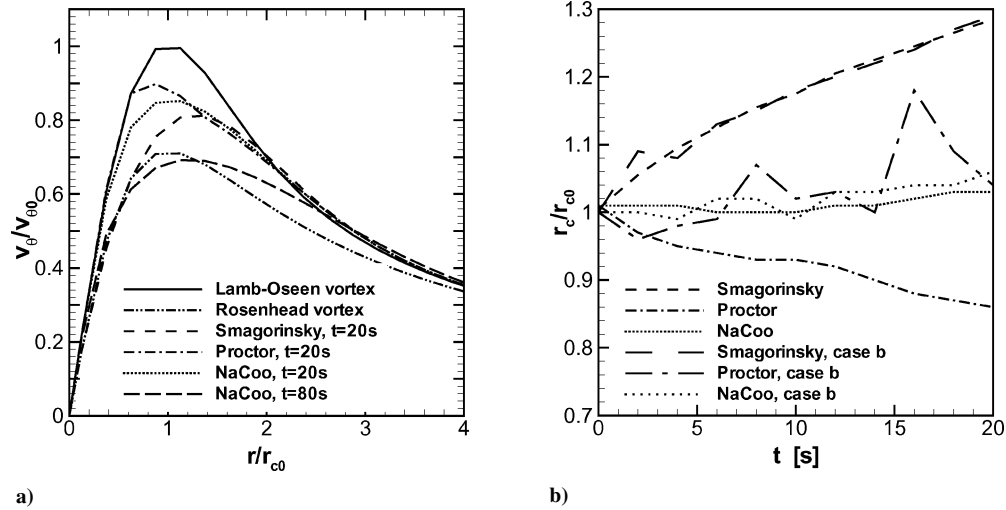 1
0.8
0.6
0.4
0.2
0
vθ/vθ0
0 1 2 3 4
r/rc0
Lamb-Oseen vortex
Rosenhead vortex
Smagorinsky, t=20s
Proctor, t=20s
NaCoo, t=20s
NaCoo, t=80s
a)
1.3
1.2
1.1
1
0.9
0.8
0.7
rc/rc0
0 5 10 15 20
t [s]
Smagorinsky
Proctor
NaCoo
Smagorinsky, case b
Proctor, case b
NaCoo, case b
b)